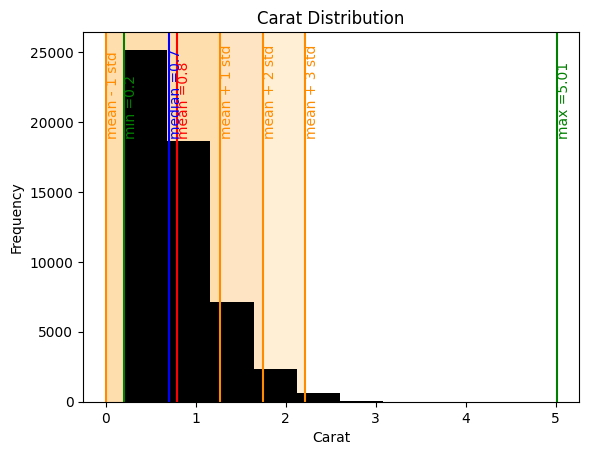 Carat Distribution
25000
20000
15000
10000
5000
0
Frequency
mean - 1 std
min =0.2
median =0.7
mean =0.8
mean + 1 std
mean + 2 std
mean + 3 std
max =5.01
0 1 2 3 4 5
Carat